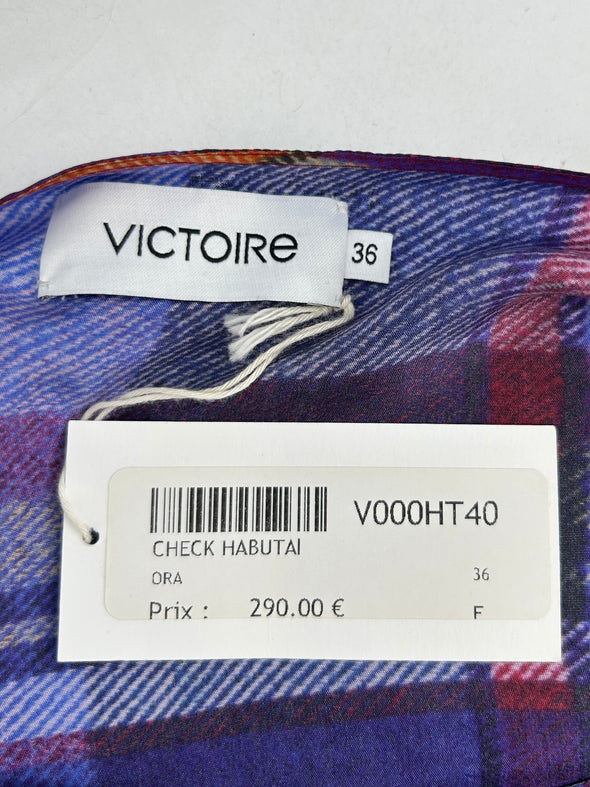 VICTOIRE
36
V000HT40
CHECK HABUTAI
ORA 36
Prix : 290.00 € F